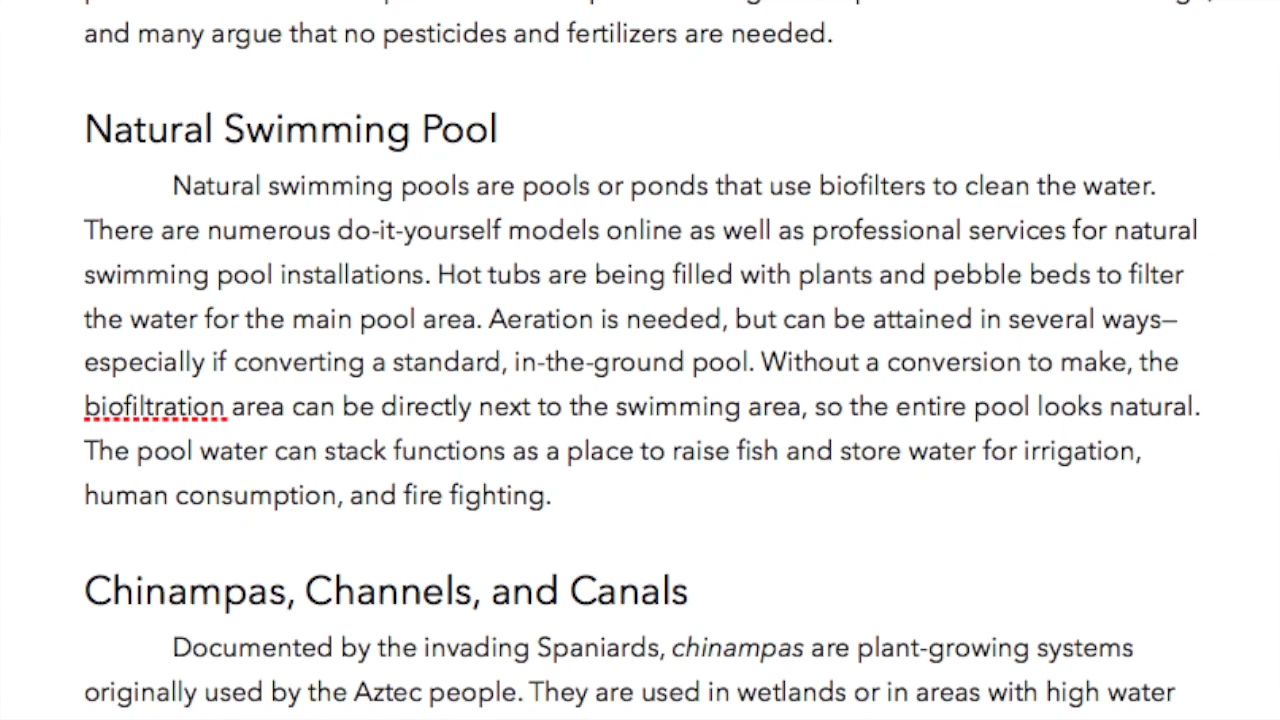 and many argue that no pesticides and fertilizers are needed.
Natural Swimming Pool
Natural swimming pools are pools or ponds that use biofilters to clean the water.
There are numerous do-it-yourself models online as well as professional services for natural
swimming pool installations. Hot tubs are being filled with plants and pebble beds to filter
the water for the main pool area. Aeration is needed, but can be attained in several ways–
especially if converting a standard, in-the-ground pool. Without a conversion to make, the
biofiltration area can be directly next to the swimming area, so the entire pool looks natural.
The pool water can stack functions as a place to raise fish and store water for irrigation,
human consumption, and fire fighting.
Chinampas, Channels, and Canals
Documented by the invading Spaniards, chinampas are plant-growing systems
originally used by the Aztec people. They are used in wetlands or in areas with high water